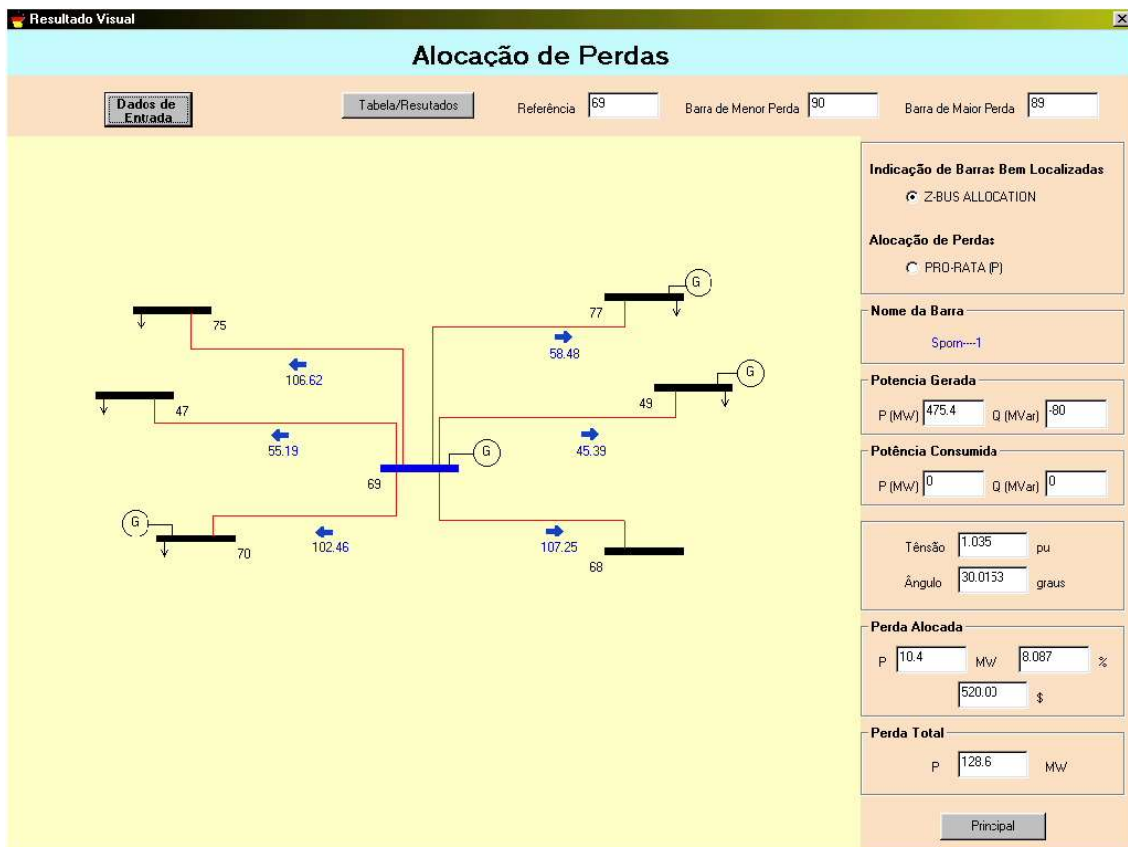 Resultado Visual
Alocação de Perdas
Dados de
Entrada
Tabela/Resutados
Referência 69
Barra de Menor Perda 90
Barra de Maior Perda 89
Indicação de Barras Bem Localizadas
Z-BUS ALLOCATION
Alocação de Perdas
PRO-RATA (P)
Nome da Barra
Sporn----1
Potencia Gerada
P (MW) 475.4 Q (MVar) -80
Potência Consumida
P (MW) 0 Q (MVar) 0
Tênsão 1.035 pu
Ângulo 30.0153 graus
Perda Alocada
P 10.4 MW 8.087 %
520.00 $
Perda Total
P 128.6 MW
Principal
G
77
75
58.48
106.62
G
49
47
55.19
45.39
G
69
G
70
102.46
107.25
68